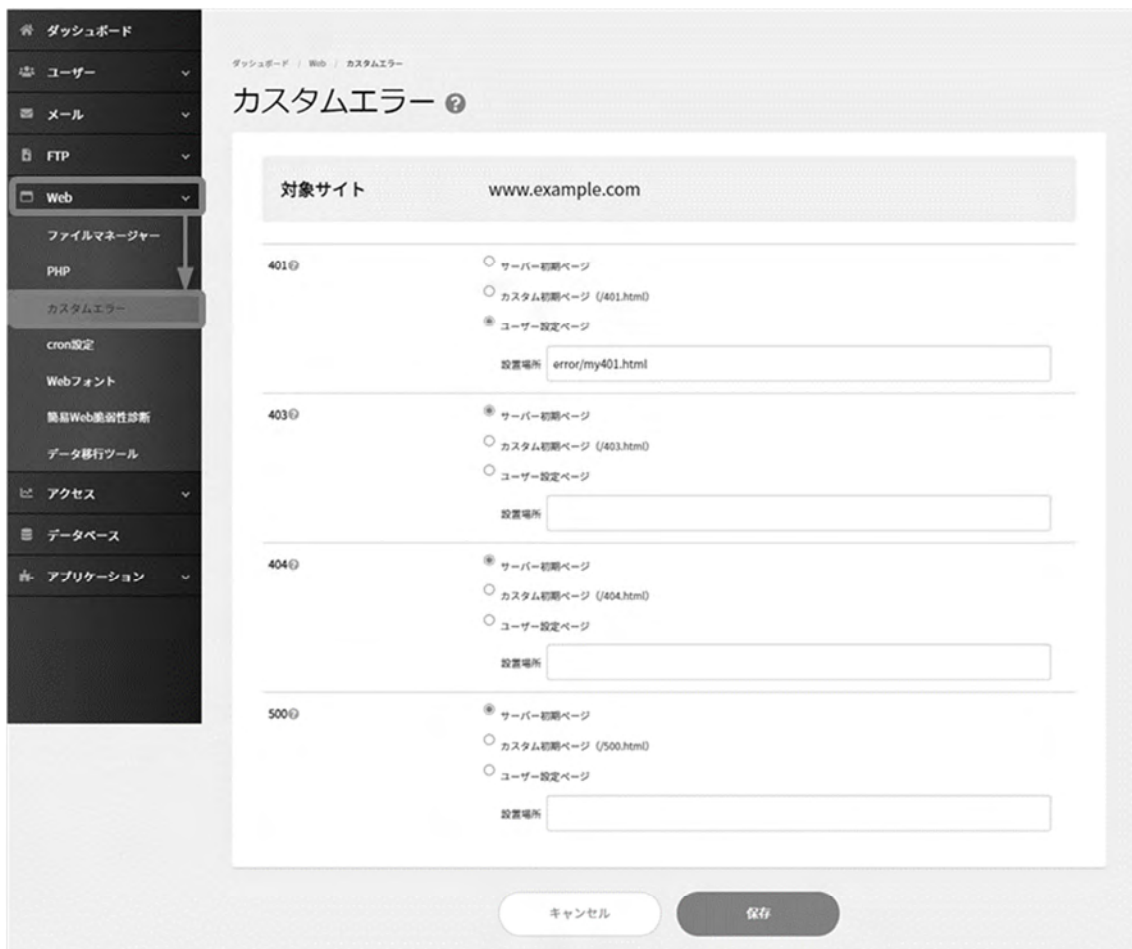 ダッシュボード
ユーザー
メール
FTP
Web
ファイルマネージャー
PHP
カスタムエラー
cron設定
Webフォント
簡易Web脆弱性診断
データ移行ツール
アクセス
データベース
アプリケーション
ダッシュボード / Web / カスタムエラー
カスタムエラー ?
対象サイト www.example.com
401?
サーバー初期ページ
カスタム初期ページ (/401.html)
ユーザー設定ページ
設置場所 error/my401.html
403?
サーバー初期ページ
カスタム初期ページ (/403.html)
ユーザー設定ページ
設置場所
404?
サーバー初期ページ
カスタム初期ページ (/404.html)
ユーザー設定ページ
設置場所
500?
サーバー初期ページ
カスタム初期ページ (/500.html)
ユーザー設定ページ
設置場所
キャンセル
保存